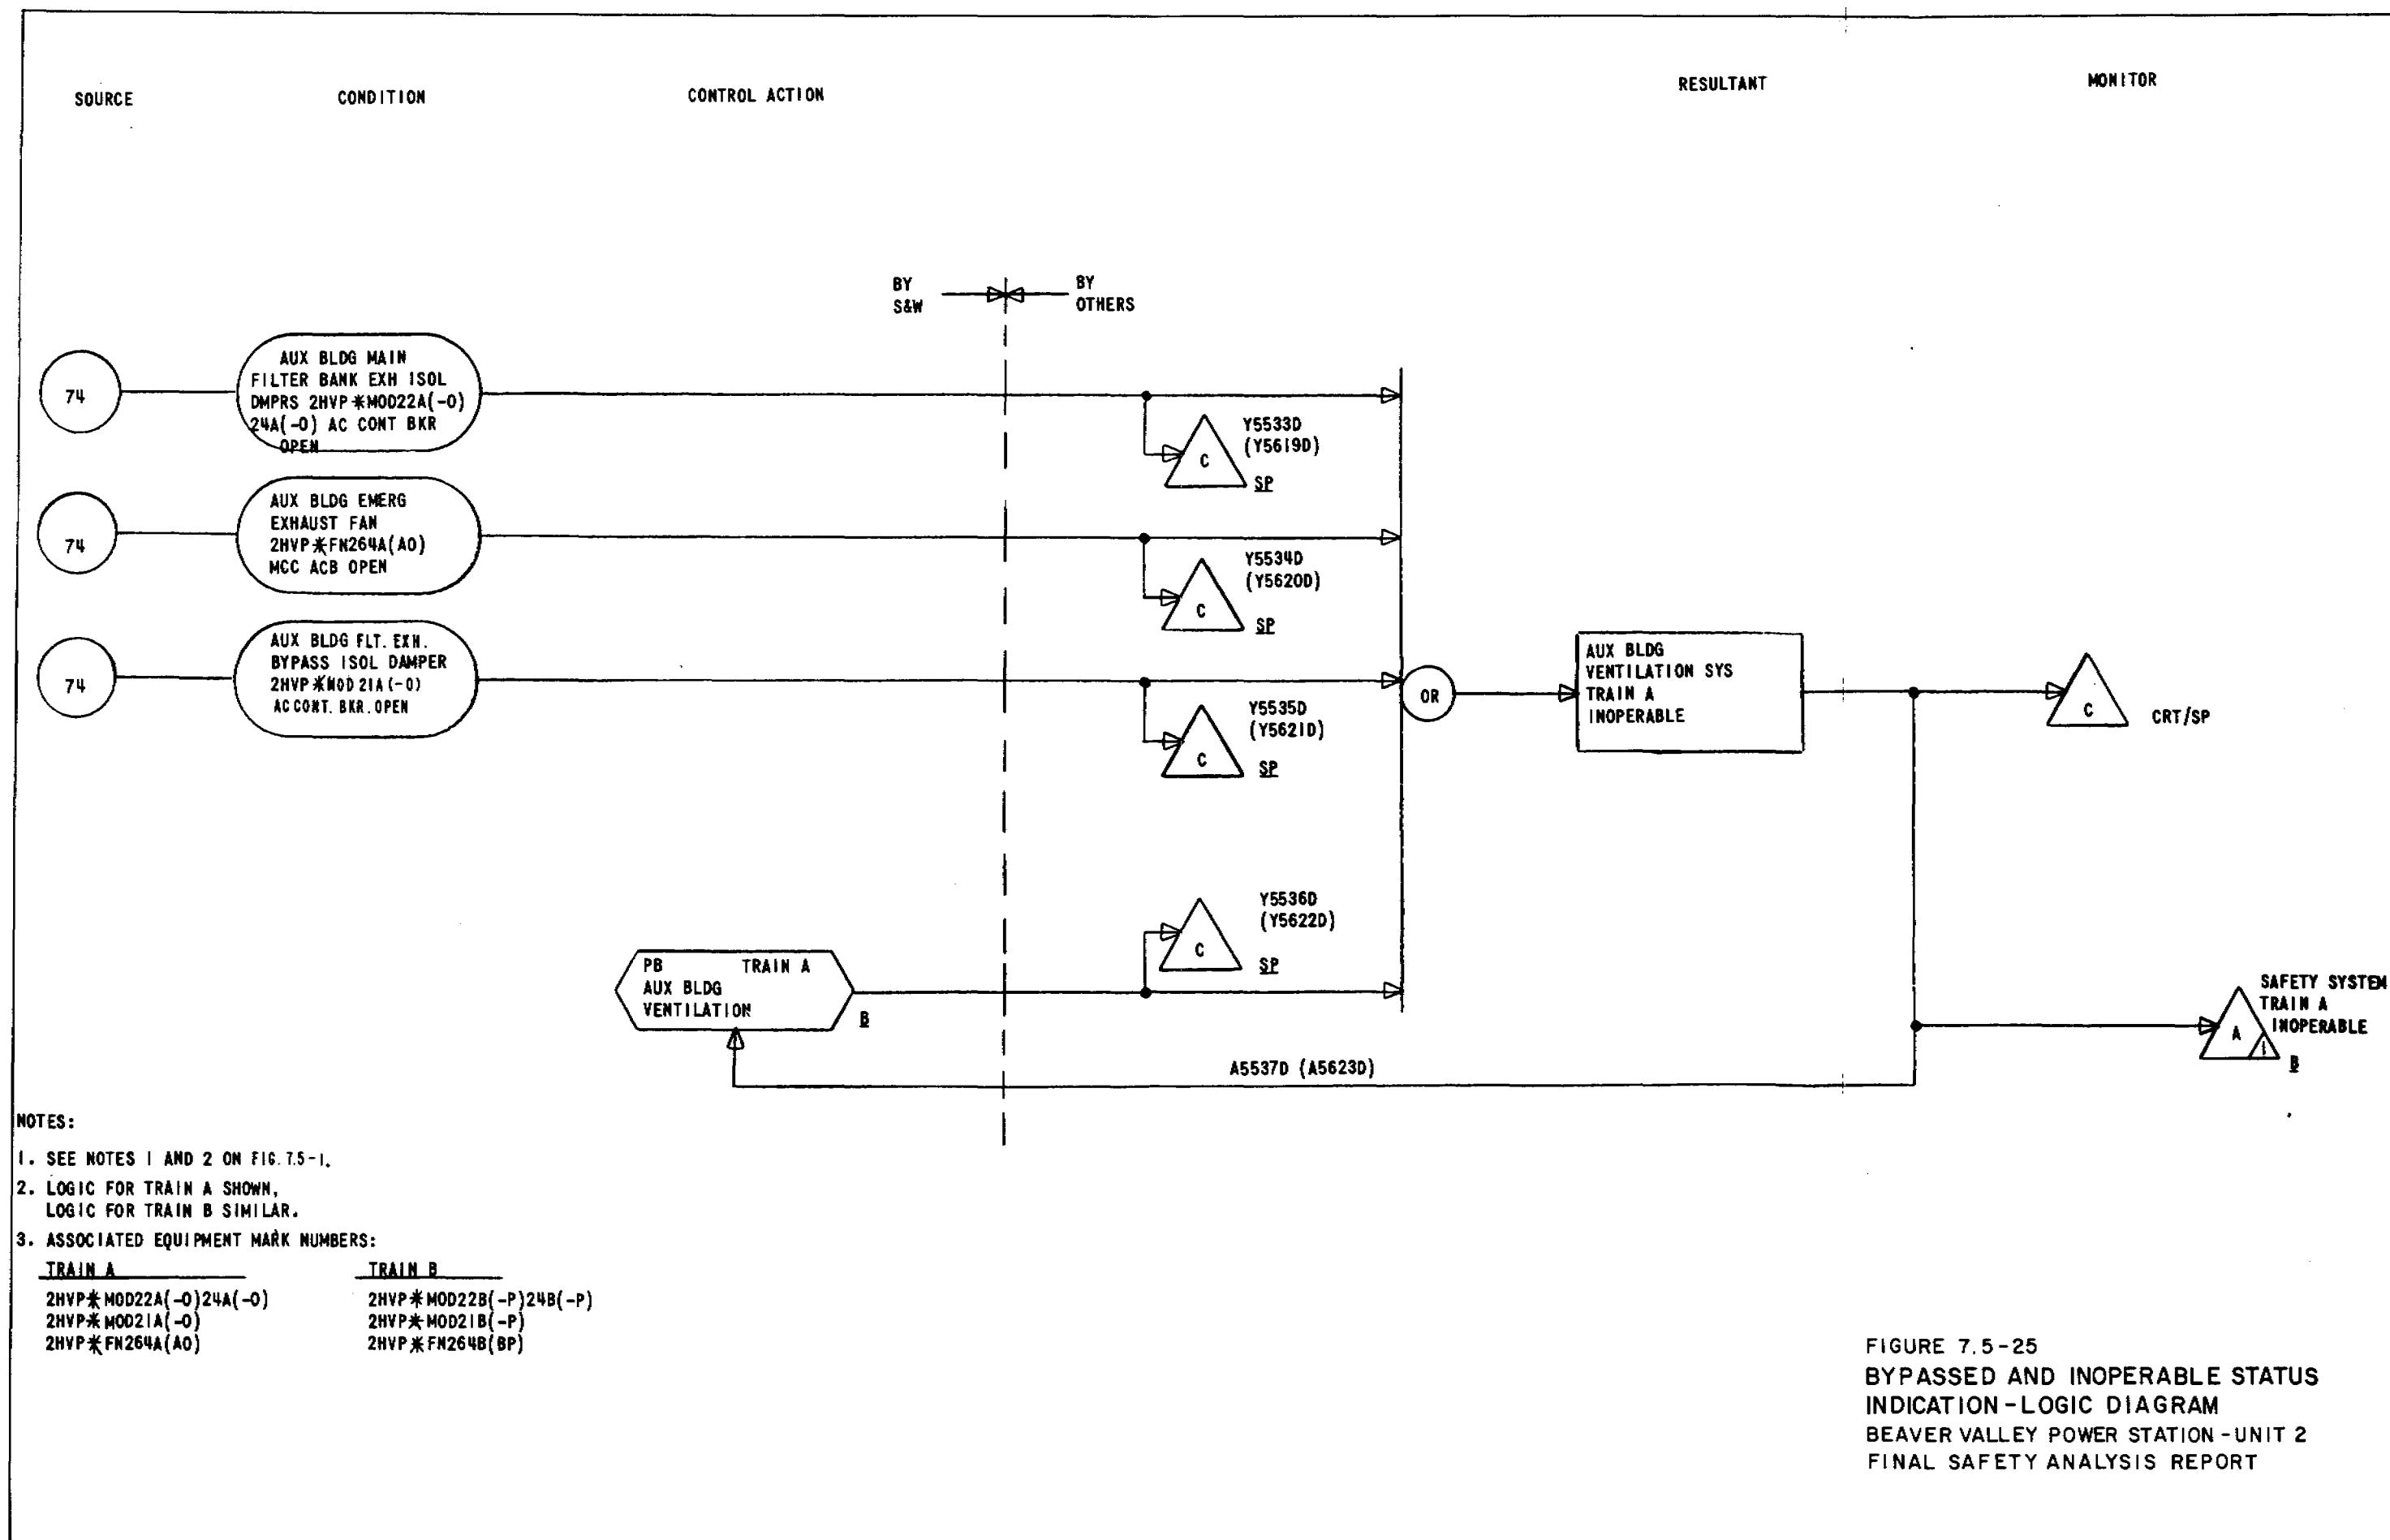 SOURCE
CONDITION
CONTROL ACTION
RESULTANT
MONITOR
BY
S&W
BY
OTHERS
74
AUX BLDG MAIN
FILTER BANK EXH ISOL
DMPRS 2HVP*MOD22A(-O)
24A(-O) AC CONT BKR
OPEN
Y5533D
(Y5619D)
C
SP
74
AUX BLDG EMERG
EXHAUST FAN
2HVP*FN264A(AO)
MCC ACB OPEN
Y5534D
(Y5620D)
C
SP
74
AUX BLDG FLT. EXH.
BYPASS ISOL DAMPER
2HVP*MOD 21A (-O)
AC CONT. BKR. OPEN
Y5535D
(Y5621D)
C
SP
OR
AUX BLDG
VENTILATION SYS
TRAIN A
INOPERABLE
C
CRT/SP
Y5536D
(Y5622D)
C
SP
PB TRAIN A
AUX BLDG
VENTILATION
B
SAFETY SYSTEM
TRAIN A
INOPERABLE
A
1
B
A5537D (A5623D)
NOTES:
1. SEE NOTES 1 AND 2 ON FIG. 7.5-1.
2. LOGIC FOR TRAIN A SHOWN,
LOGIC FOR TRAIN B SIMILAR.
3. ASSOCIATED EQUIPMENT MARK NUMBERS:
TRAIN A TRAIN B
2HVP*MOD22A(-O)24A(-O) 2HVP*MOD22B(-P)24B(-P)
2HVP*MOD21A(-O) 2HVP*MOD21B(-P)
2HVP*FN264A(AO) 2HVP*FN264B(BP)
FIGURE 7.5-25
BYPASSED AND INOPERABLE STATUS
INDICATION-LOGIC DIAGRAM
BEAVER VALLEY POWER STATION-UNIT 2
FINAL SAFETY ANALYSIS REPORT